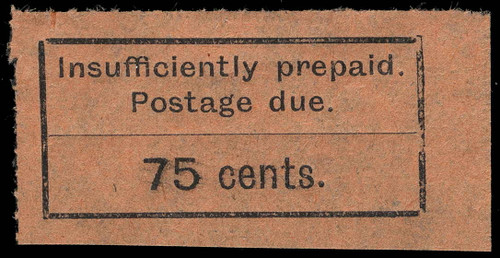 Insufficiently prepaid.
Postage due.
75 cents.